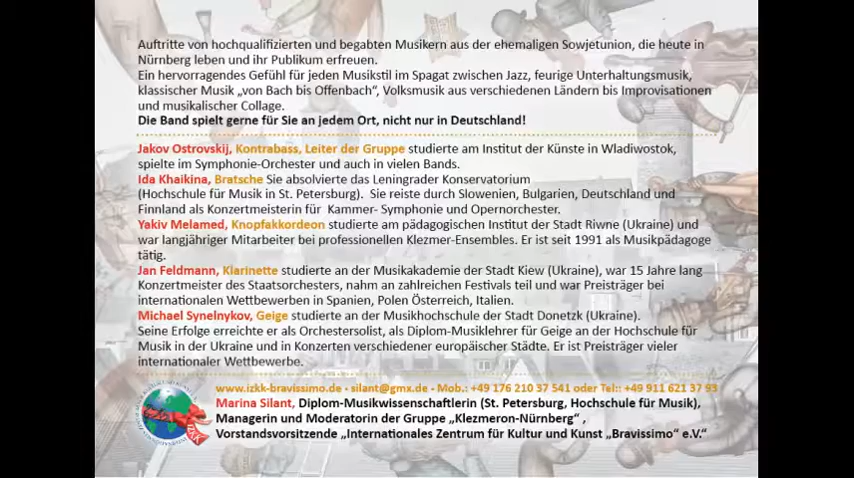 Auftritte von hochqualifizierten und begabten Musikern aus der ehemaligen Sowjetunion, die heute in
Nürnberg leben und ihr Publikum erfreuen.
Ein hervorragendes Gefühl für jeden Musikstil im Spagat zwischen Jazz, feurige Unterhaltungsmusik,
klassischer Musik „von Bach bis Offenbach“, Volksmusik aus verschiedenen Ländern bis Improvisationen
und musikalischer Collage.
Die Band spielt gerne für Sie an jedem Ort, nicht nur in Deutschland!
Jakov Ostrovskij, Kontrabass, Leiter der Gruppe studierte am Institut der Künste in Wladiwostok,
spielte im Symphonie-Orchester und auch in vielen Bands.
Ida Khaikina, Bratsche Sie absolvierte das Leningrader Konservatorium
(Hochschule für Musik in St. Petersburg). Sie reiste durch Slowenien, Bulgarien, Deutschland und
Finnland als Konzertmeisterin für Kammer- Symphonie und Opernorchester.
Yakiv Melamed, Knopfakkordeon studierte am pädagogischen Institut der Stadt Riwne (Ukraine) und
war langjähriger Mitarbeiter bei professionellen Klezmer-Ensembles. Er ist seit 1991 als Musikpädagoge
tätig.
Jan Feldmann, Klarinette studierte an der Musikakademie der Stadt Kiew (Ukraine), war 15 Jahre lang
Konzertmeister des Staatsorchesters, nahm an zahlreichen Festivals teil und war Preisträger bei
internationalen Wettbewerben in Spanien, Polen Österreich, Italien.
Michael Synelnykov, Geige studierte an der Musikhochschule der Stadt Donetzk (Ukraine).
Seine Erfolge erreichte er als Orchestersolist, als Diplom-Musiklehrer für Geige an der Hochschule für
Musik in der Ukraine und in Konzerten verschiedener europäischer Städte. Er ist Preisträger vieler
internationaler Wettbewerbe.
www.izkk-bravissimo.de - silant@gmx.de - Mob.: +49 176 210 37 541 oder Tel:: +49 911 621 37 93
Marina Silant, Diplom-Musikwissenschaftlerin (St. Petersburg, Hochschule für Musik),
Managerin und Moderatorin der Gruppe „Klezmeron-Nürnberg“ ,
Vorstandsvorsitzende „Internationales Zentrum für Kultur und Kunst „Bravissimo“ e.V.“
IZKK